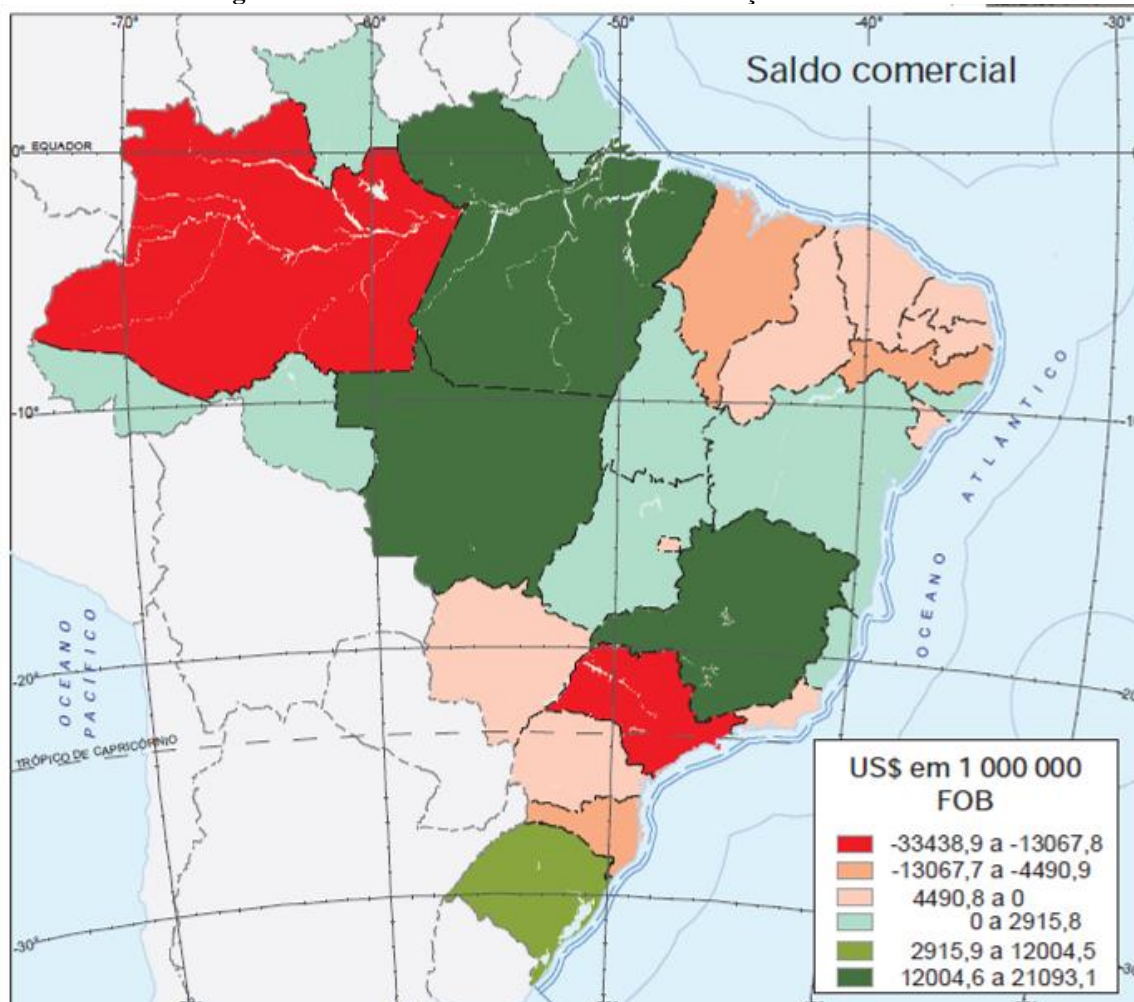 -70°
-60°
-50°
-40°
-30°
Saldo comercial
0° EQUADOR
-10°
OCEANO ATLÂNTICO
OCEANO
PACÍFICO
-20°
-20°
TRÓPICO DE CAPRICÓRNIO
US$ em 1 000 000
FOB
-33438,9 a -13067,8
-13067,7 a -4490,9
4490,8 a 0
0 a 2915,8
2915,9 a 12004,5
12004,6 a 21093,1
-30°